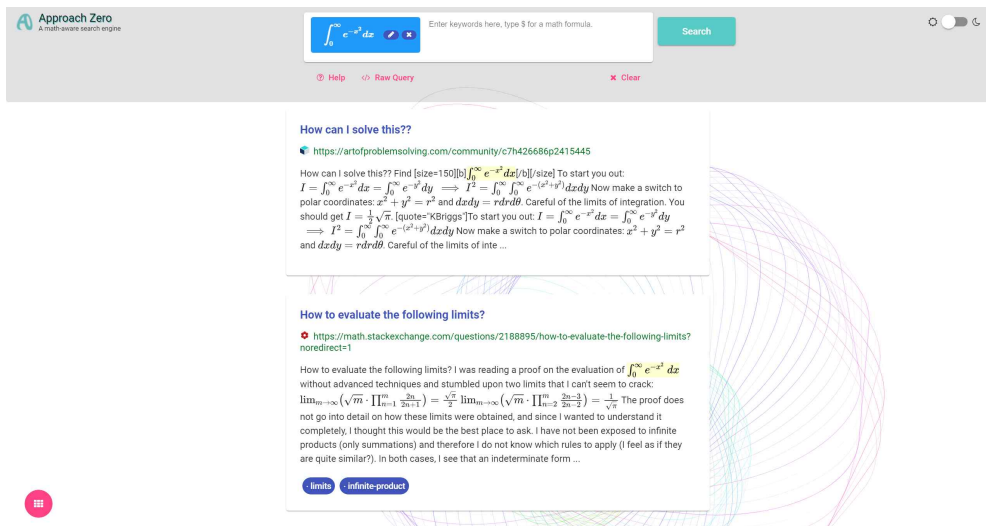 Approach Zero
A math-aware search engine
∫₀^∞ e^{-x²}dx
Enter keywords here, type $ for a math formula.
Search
Help
</> Raw Query
Clear
How can I solve this??
https://artofproblemsolving.com/community/c7h426686p2415445
How can I solve this?? Find [size=150][b]∫₀^∞ e^{-x²}dx[/b][/size] To start you out:
I = ∫₀^∞ e^{-x²}dx = ∫₀^∞ e^{-y²}dy ⟹ I² = ∫₀^∞ ∫₀^∞ e^{-(x²+y²)}dxdy Now make a switch to
polar coordinates: x² + y² = r² and dxdy = rdrdθ. Careful of the limits of integration. You
should get I = ½√π. [quote="KBriggs"]To start you out: I = ∫₀^∞ e^{-x²}dx = ∫₀^∞ e^{-y²}dy
⟹ I² = ∫₀^∞ ∫₀^∞ e^{-(x²+y²)}dxdy Now make a switch to polar coordinates: x² + y² = r²
and dxdy = rdrdθ. Careful of the limits of inte ...
How to evaluate the following limits?
https://math.stackexchange.com/questions/2188895/how-to-evaluate-the-following-limits?
noredirect=1
How to evaluate the following limits? I was reading a proof on the evaluation of ∫₀^∞ e^{-x²} dx
without advanced techniques and stumbled upon two limits that I can't seem to crack:
lim_{m→∞}(√m · ∏_{n=1}^m 2n/(2n+1)) = √π/2 lim_{m→∞}(√m · ∏_{n=2}^m (2n-3)/(2n-2)) = 1/√π The proof does
not go into detail on how these limits were obtained, and since I wanted to understand it
completely, I thought this would be the best place to ask. I have not been exposed to infinite
products (only summations) and therefore I do not know which rules to apply (I feel as if they
are quite similar?). In both cases, I see that an indeterminate form ...
· limits · infinite-product